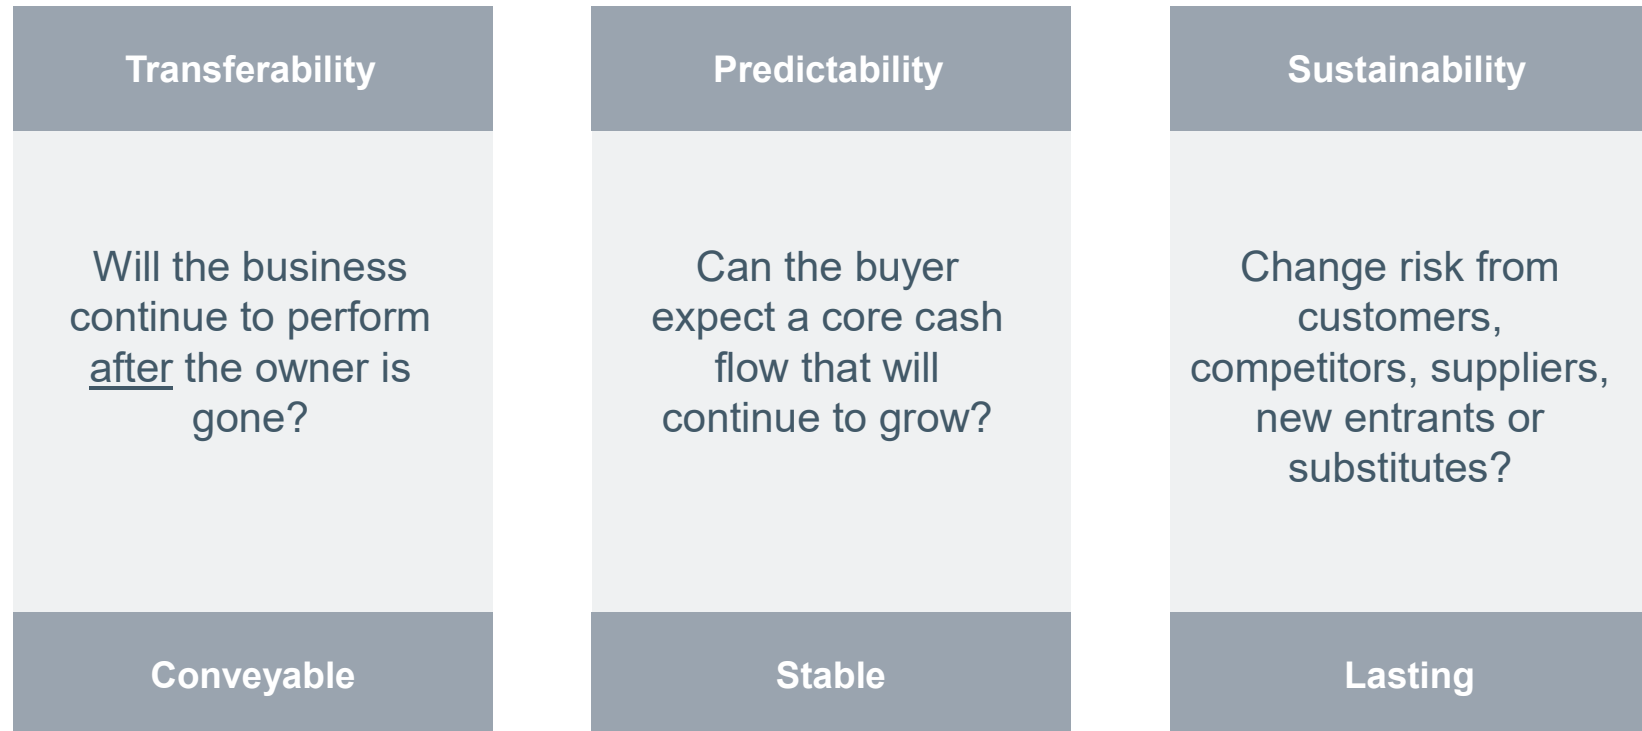 Transferability
Will the business
continue to perform
after the owner is
gone?
Conveyable
Predictability
Can the buyer
expect a core cash
flow that will
continue to grow?
Stable
Sustainability
Change risk from
customers,
competitors, suppliers,
new entrants or
substitutes?
Lasting